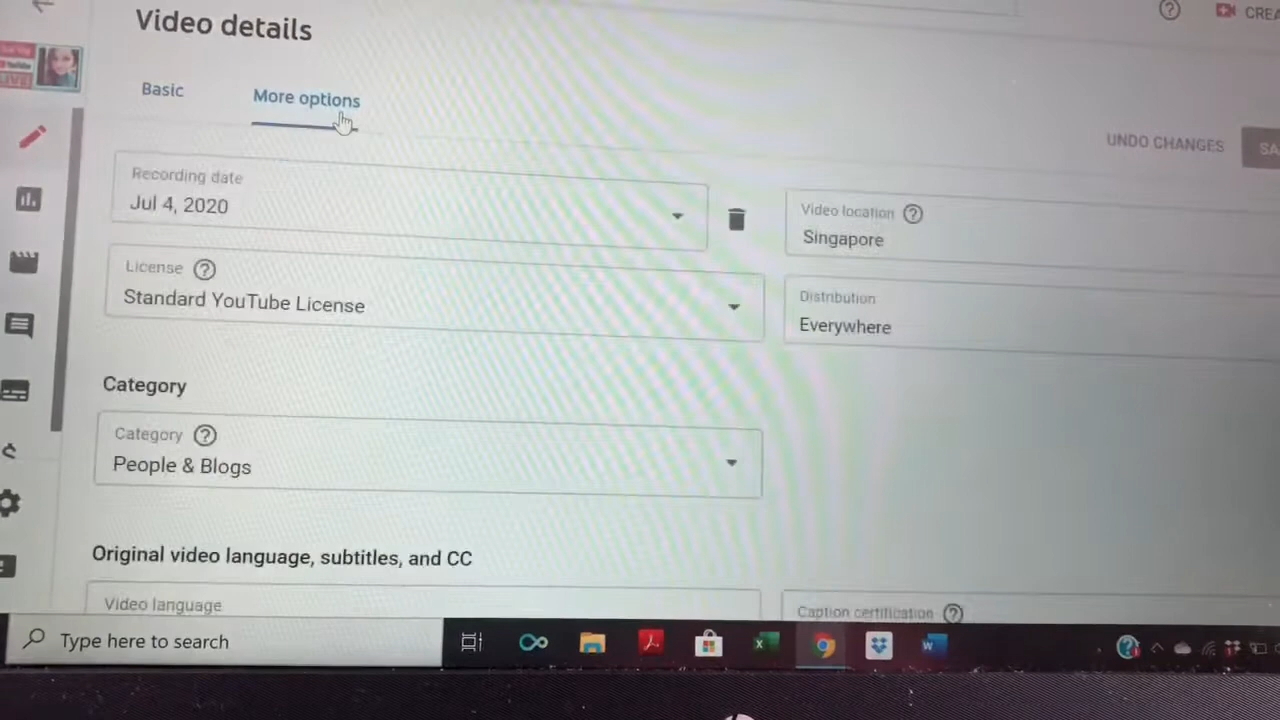 Video details
CREA
Basic
More options
UNDO CHANGES
SA
Recording date
Jul 4, 2020
Video location
Singapore
License
Standard YouTube License
Distribution
Everywhere
Category
Category
People & Blogs
Original video language, subtitles, and CC
Video language
Caption certification
Type here to search